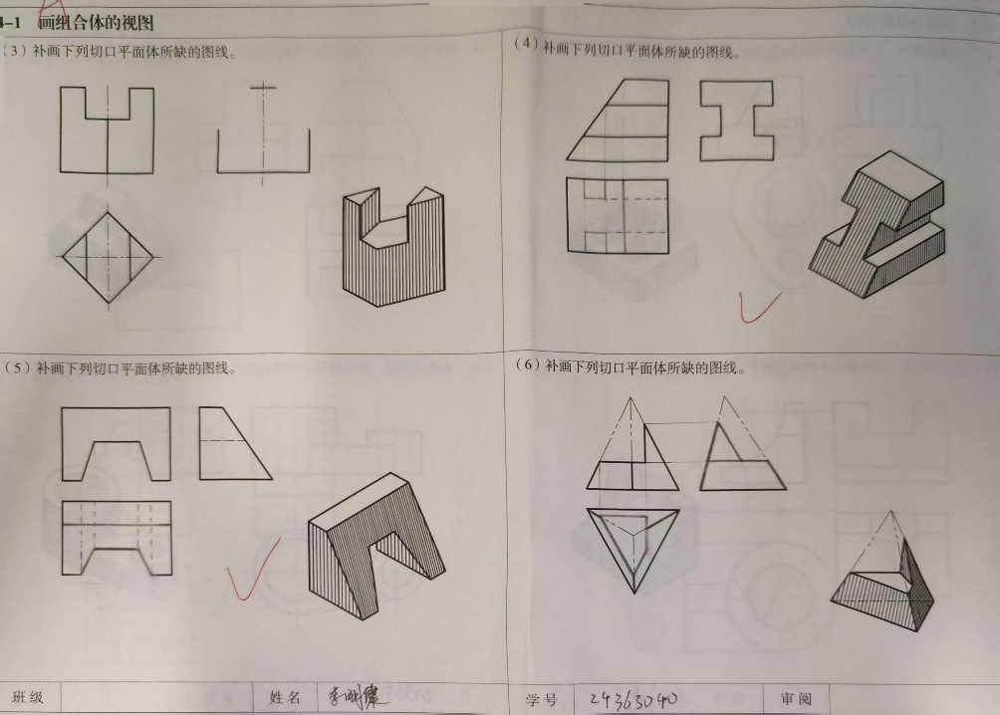 4-1 画组合体的视图
(3) 补画下列切口平面体所缺的图线。
(4) 补画下列切口平面体所缺的图线。
(5) 补画下列切口平面体所缺的图线。
(6) 补画下列切口平面体所缺的图线。
班级 姓名 李明 学号 24363040 审阅